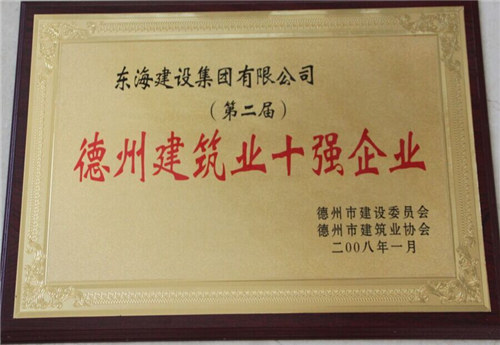 东海建设集团有限公司
（第二届）
德州建筑业十强企业
德州市建设委员会
德州市建筑业协会
二00八年一月